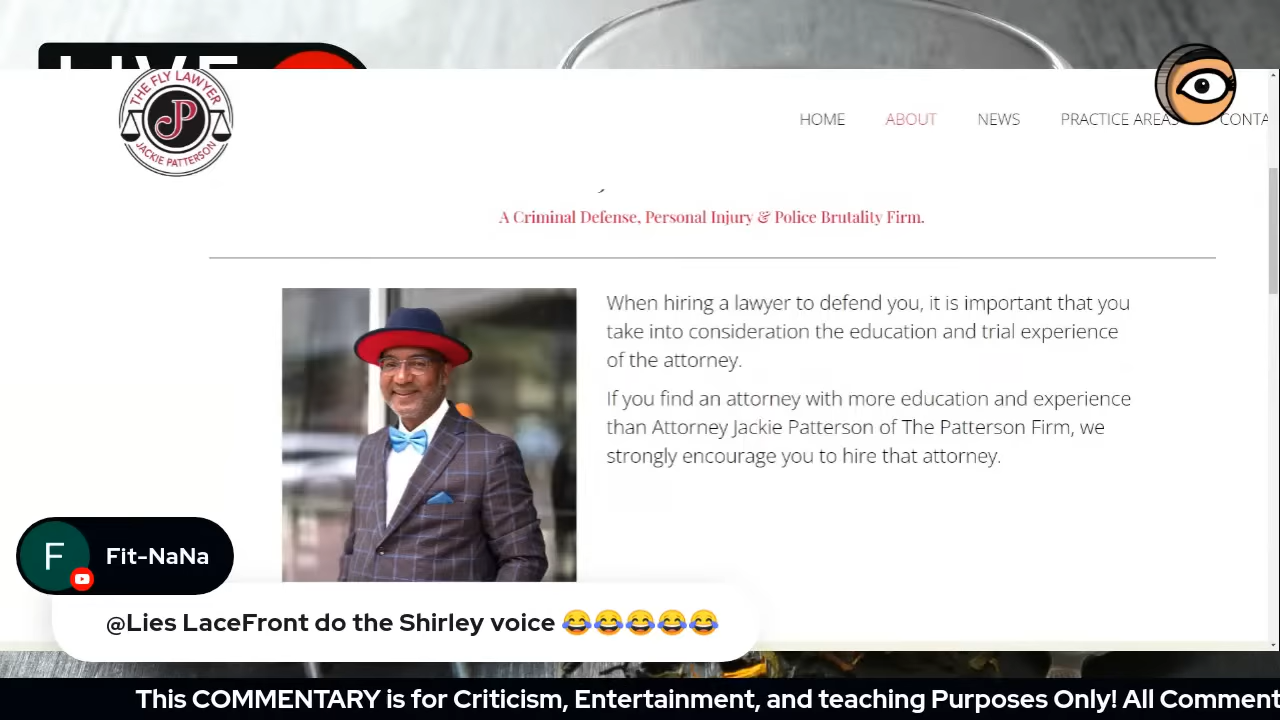 LIVE
THE FLY LAWYER
JP
JACKIE PATTERSON
HOME ABOUT NEWS PRACTICE AREAS CONTA
A Criminal Defense, Personal Injury & Police Brutality Firm.
When hiring a lawyer to defend you, it is important that you
take into consideration the education and trial experience
of the attorney.
If you find an attorney with more education and experience
than Attorney Jackie Patterson of The Patterson Firm, we
strongly encourage you to hire that attorney.
F
Fit-NaNa
@Lies LaceFront do the Shirley voice 😂😂😂😂😂
This COMMENTARY is for Criticism, Entertainment, and teaching Purposes Only! All Comment